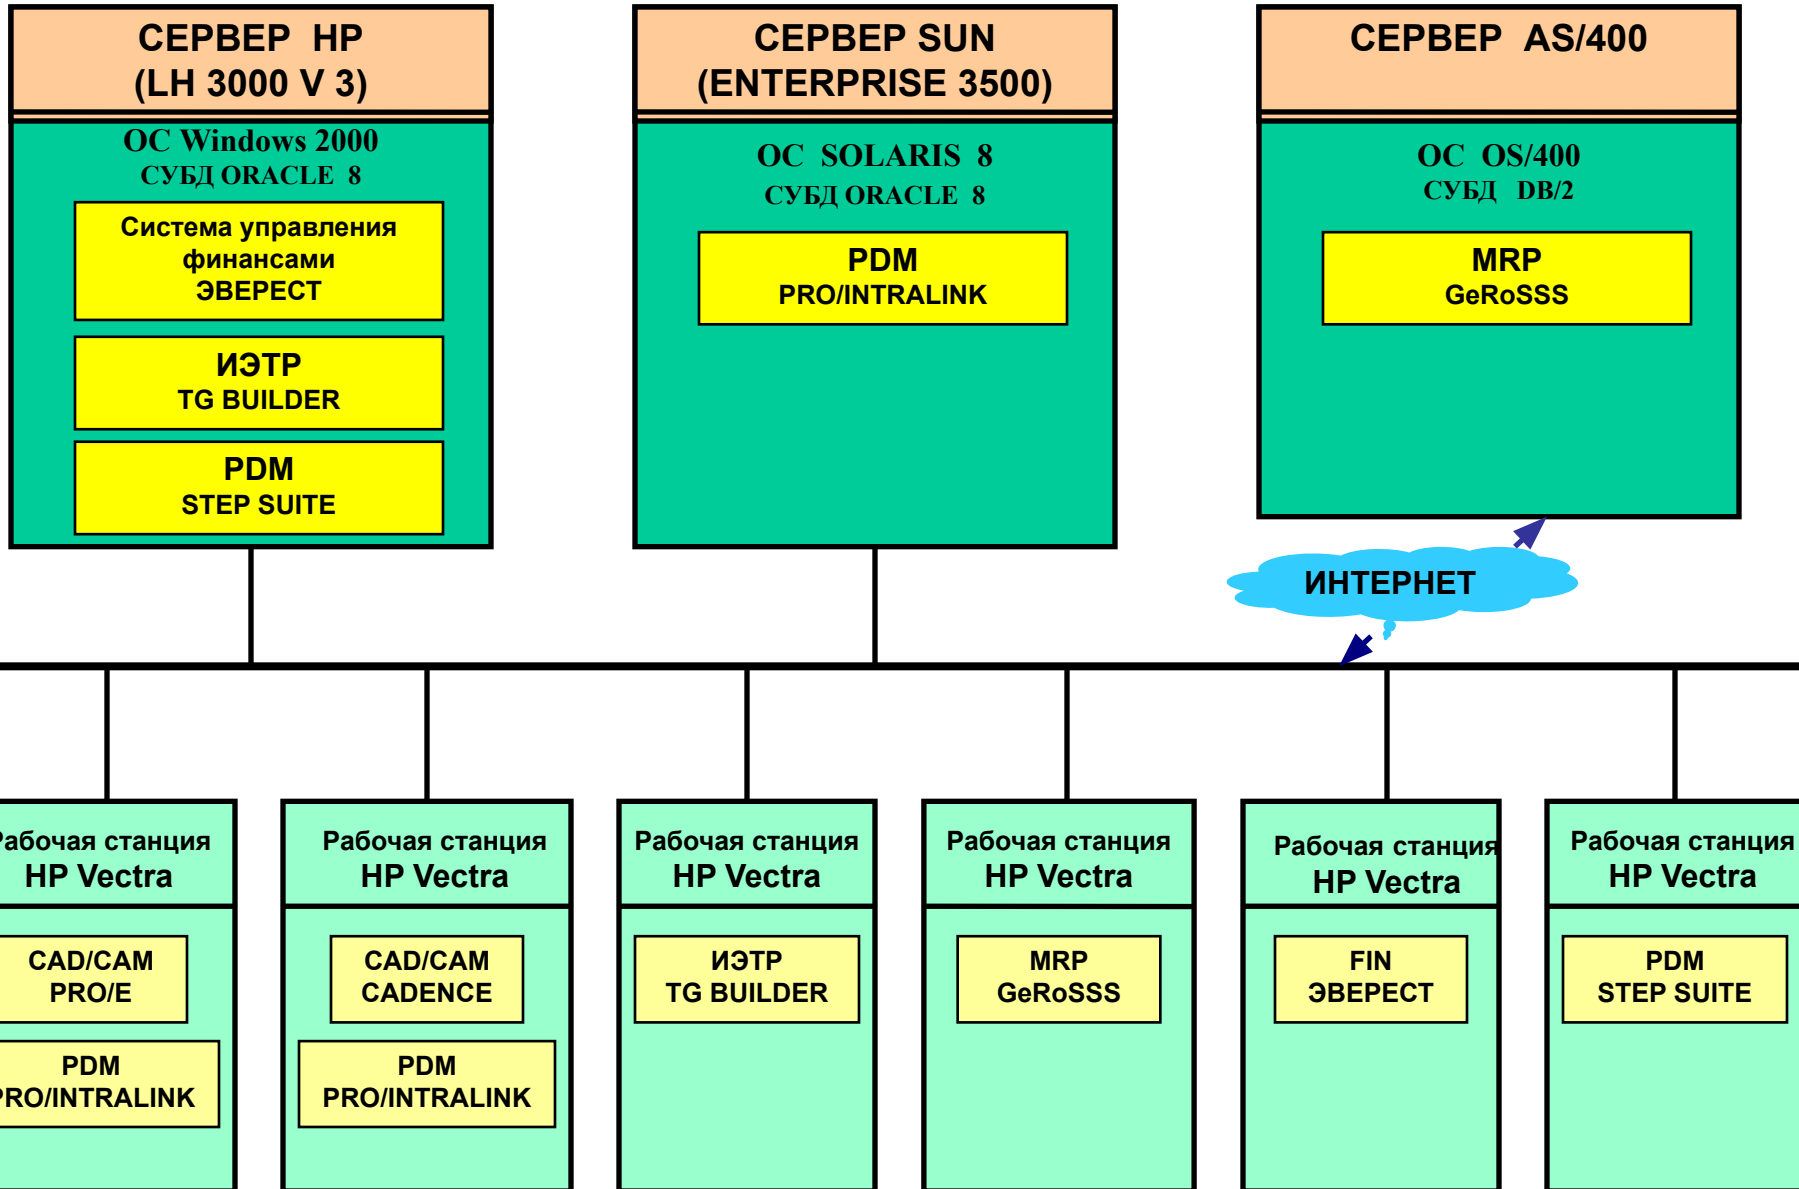 СЕРВЕР HP
(LH 3000 V 3)
ОС Windows 2000
СУБД ORACLE 8
Система управления
финансами
ЭВЕРЕСТ
ИЭТР
TG BUILDER
PDM
STEP SUITE
СЕРВЕР SUN
(ENTERPRISE 3500)
ОС SOLARIS 8
СУБД ORACLE 8
PDM
PRO/INTRALINK
СЕРВЕР AS/400
ОС OS/400
СУБД DB/2
MRP
GeRoSSS
ИНТЕРНЕТ
Рабочая станция
HP Vectra
CAD/CAM
PRO/E
PDM
PRO/INTRALINK
Рабочая станция
HP Vectra
CAD/CAM
CADENCE
PDM
PRO/INTRALINK
Рабочая станция
HP Vectra
ИЭТР
TG BUILDER
Рабочая станция
HP Vectra
MRP
GeRoSSS
Рабочая станция
HP Vectra
FIN
ЭВЕРЕСТ
Рабочая станция
HP Vectra
PDM
STEP SUITE